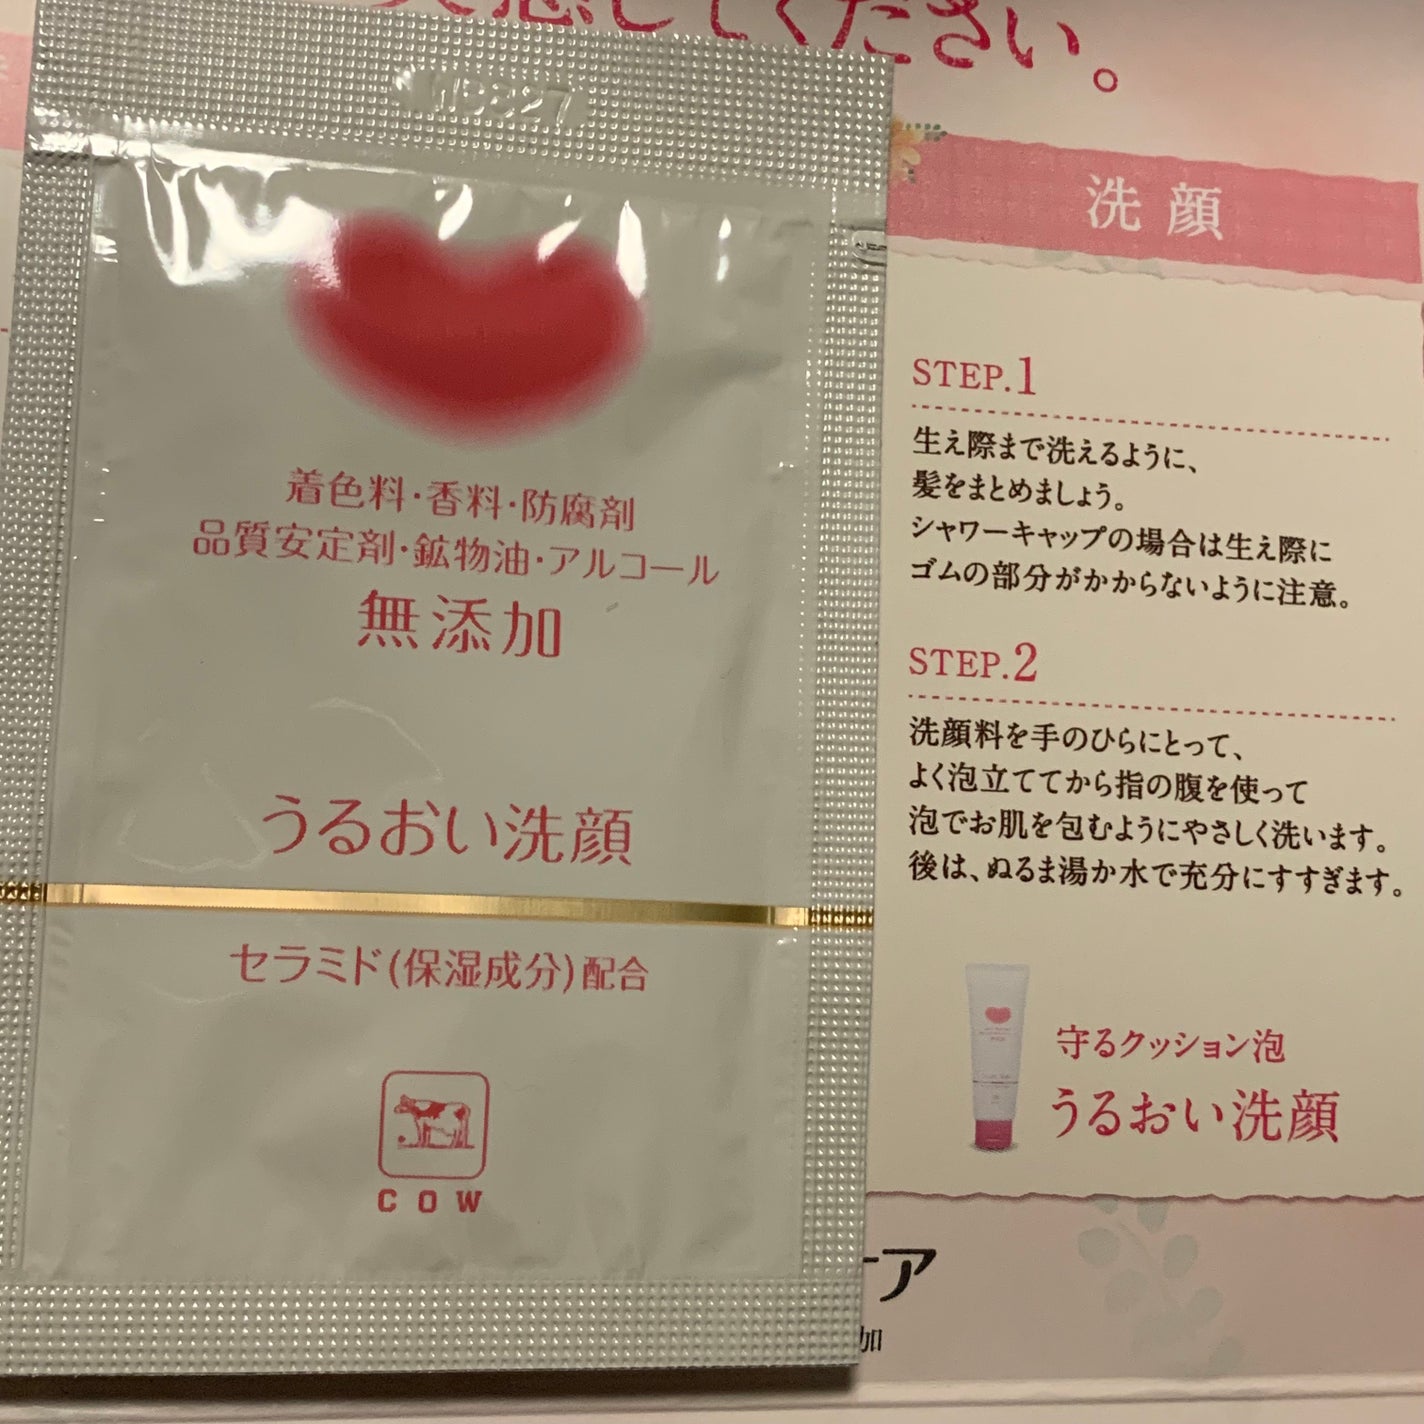 してください。
着色料・香料・防腐剤
品質安定剤・鉱物油・アルコール
無添加
うるおい洗顔
セラミド(保湿成分)配合
COW
洗顔
STEP.1
生え際まで洗えるように、
髪をまとめましょう。
シャワーキャップの場合は生え際に
ゴムの部分がかからないように注意。
STEP.2
洗顔料を手のひらにとって、
よく泡立ててから指の腹を使って
泡でお肌を包むようにやさしく洗います。
後は、ぬるま湯か水で充分にすすぎます。
守るクッション泡
うるおい洗顔
ア
加